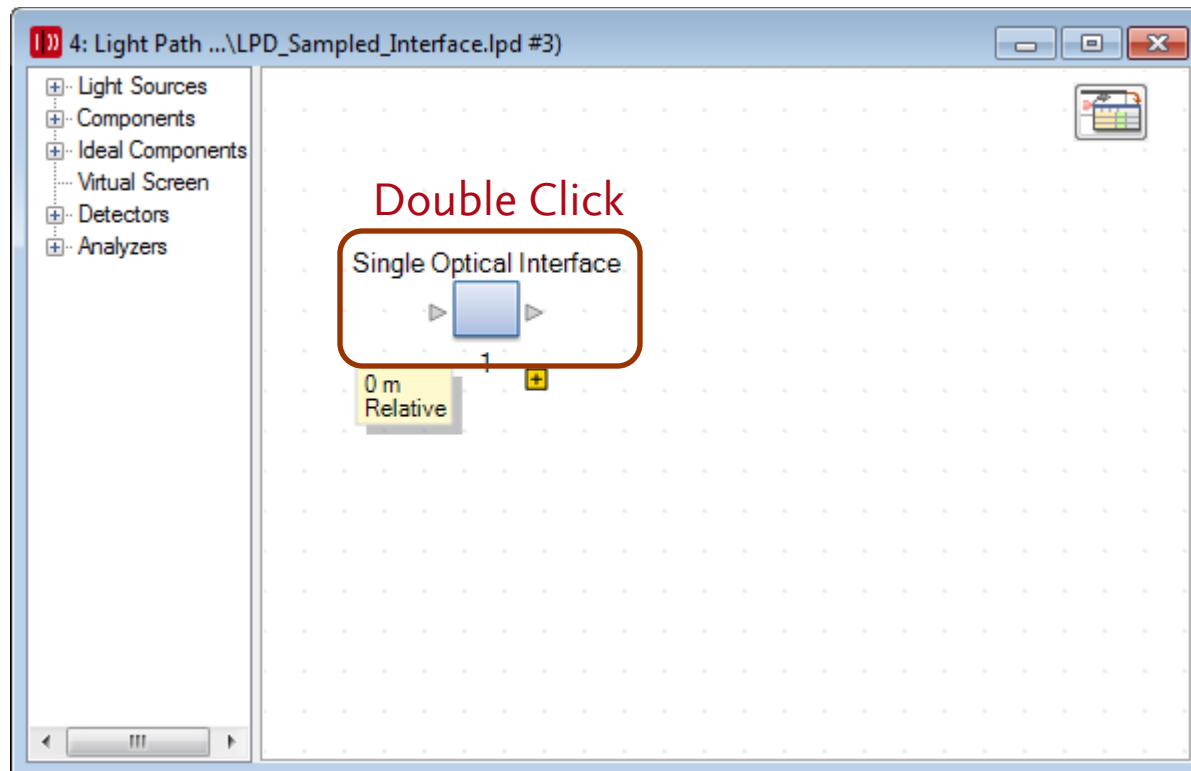 4: Light Path ...\LPD_Sampled_Interface.lpd #3)
Light Sources
Components
Ideal Components
Virtual Screen
Detectors
Analyzers
Double Click
Single Optical Interface
1
0 m
Relative